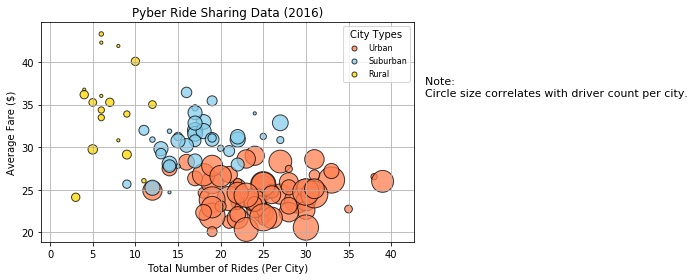 Pyber Ride Sharing Data (2016)
City Types
Urban
Suburban
Rural
Note:
Circle size correlates with driver count per city.
Average Fare ($)
40
35
30
25
20
0 5 10 15 20 25 30 35 40
Total Number of Rides (Per City)